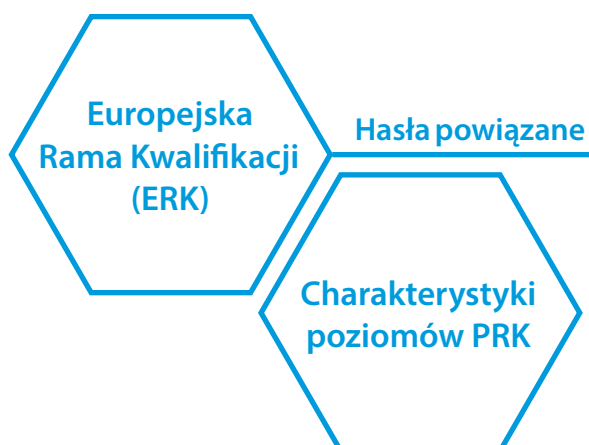 Europejska
Rama Kwalifikacji
(ERK)
Hasła powiązane
Charakterystyki
poziomów PRK